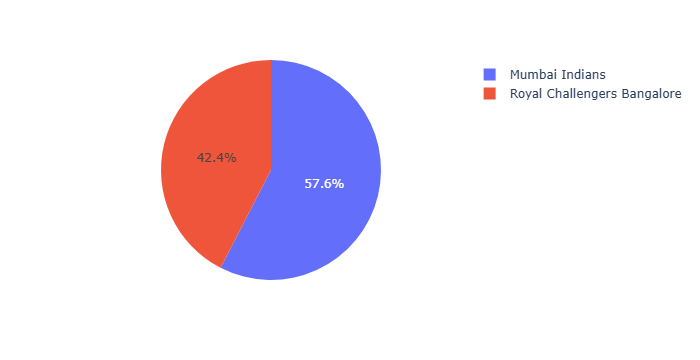 Mumbai Indians
Royal Challengers Bangalore
42.4%
57.6%